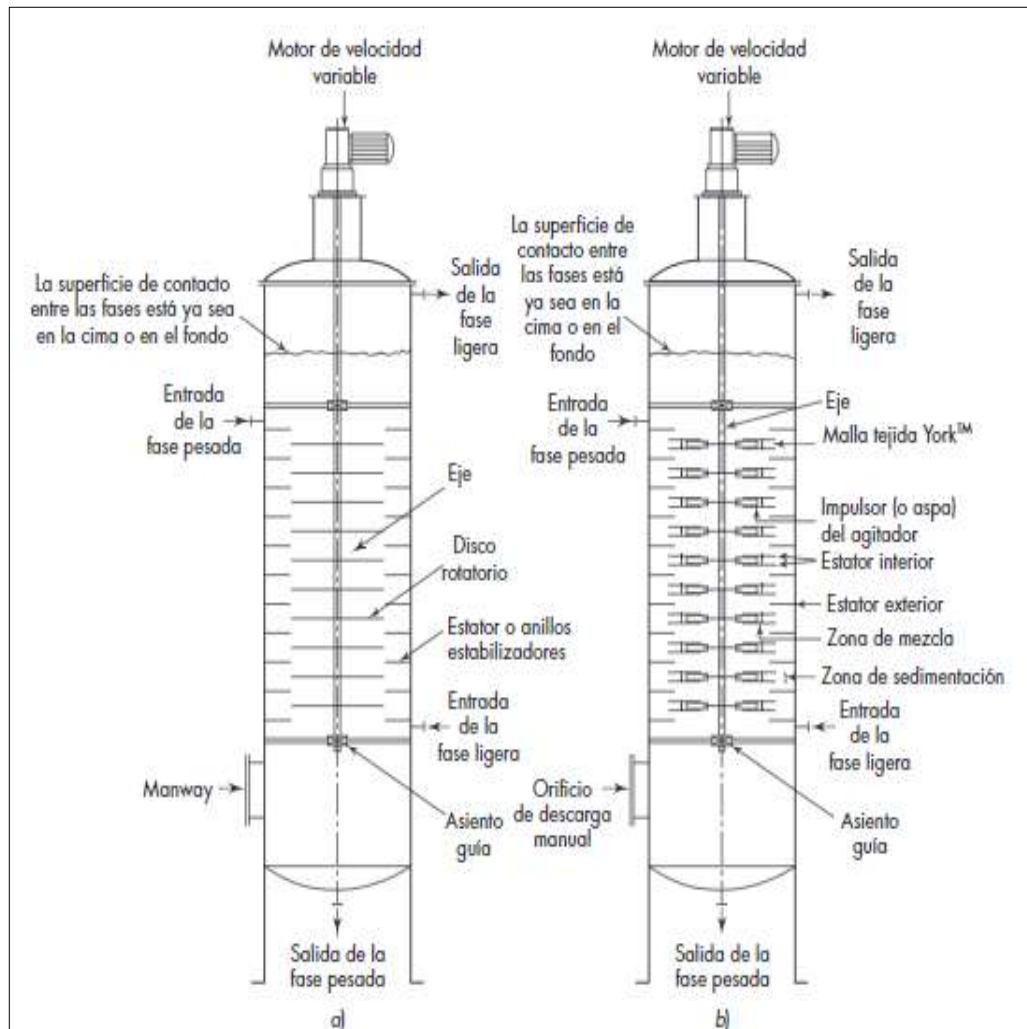 Motor de velocidad
variable
La superficie de contacto
entre las fases está ya sea
en la cima o en el fondo
Salida
de la
fase
ligera
Entrada
de la
fase pesada
Eje
Disco
rotatorio
Estator o anillos
estabilizadores
Entrada
de la
fase ligera
Manway
Asiento
guía
Salida de la
fase pesada
a)
Motor de velocidad
variable
La superficie de
contacto entre
las fases está
ya sea en la
cima o en el
fondo
Salida
de la
fase
ligera
Entrada
de la
fase pesada
Eje
Malla tejida York™
Impulsor (o aspa)
del agitador
Estator interior
Estator exterior
Zona de mezcla
Zona de sedimentación
Entrada
de la
fase ligera
Orificio
de descarga
manual
Asiento
guía
Salida de la
fase pesada
b)